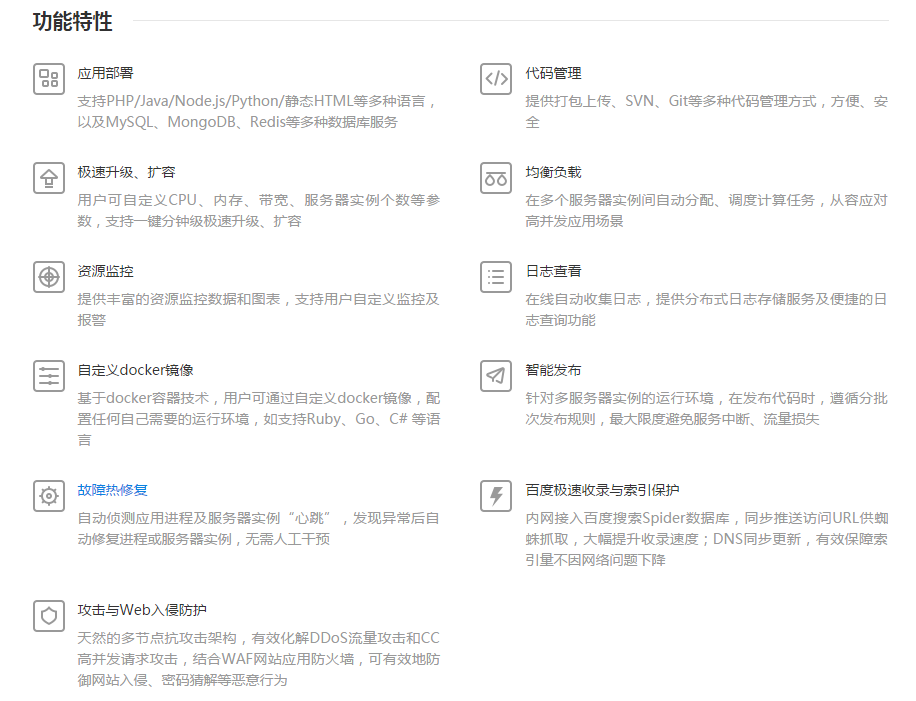 功能特性
应用部署
支持PHP/Java/Node.js/Python/静态HTML等多种语言，
以及MySQL、MongoDB、Redis等多种数据库服务
代码管理
提供打包上传、SVN、Git等多种代码管理方式，方便、安
全
极速升级、扩容
用户可自定义CPU、内存、带宽、服务器实例个数等参
数，支持一键分钟级极速升级、扩容
均衡负载
在多个服务器实例间自动分配、调度计算任务，从容应对
高并发应用场景
资源监控
提供丰富的资源监控数据和图表，支持用户自定义监控及
报警
日志查看
在线自动收集日志，提供分布式日志存储服务及便捷的日
志查询功能
自定义docker镜像
基于docker容器技术，用户可通过自定义docker镜像，配
置任何自己需要的运行环境，如支持Ruby、Go、C# 等语
言
智能发布
针对多服务器实例的运行环境，在发布代码时，遵循分批
次发布规则，最大限度避免服务中断、流量损失
故障热修复
自动侦测应用进程及服务器实例“心跳”，发现异常后自
动修复进程或服务器实例，无需人工干预
百度极速收录与索引保护
内网接入百度搜索Spider数据库，同步推送访问URL供蜘
蛛抓取，大幅提升收录速度；DNS同步更新，有效保障索
引量不因网络问题下降
攻击与Web入侵防护
天然的多节点抗攻击架构，有效化解DDoS流量攻击和CC
高并发请求攻击，结合WAF网站应用防火墙，可有效地防
御网站入侵、密码猜解等恶意行为